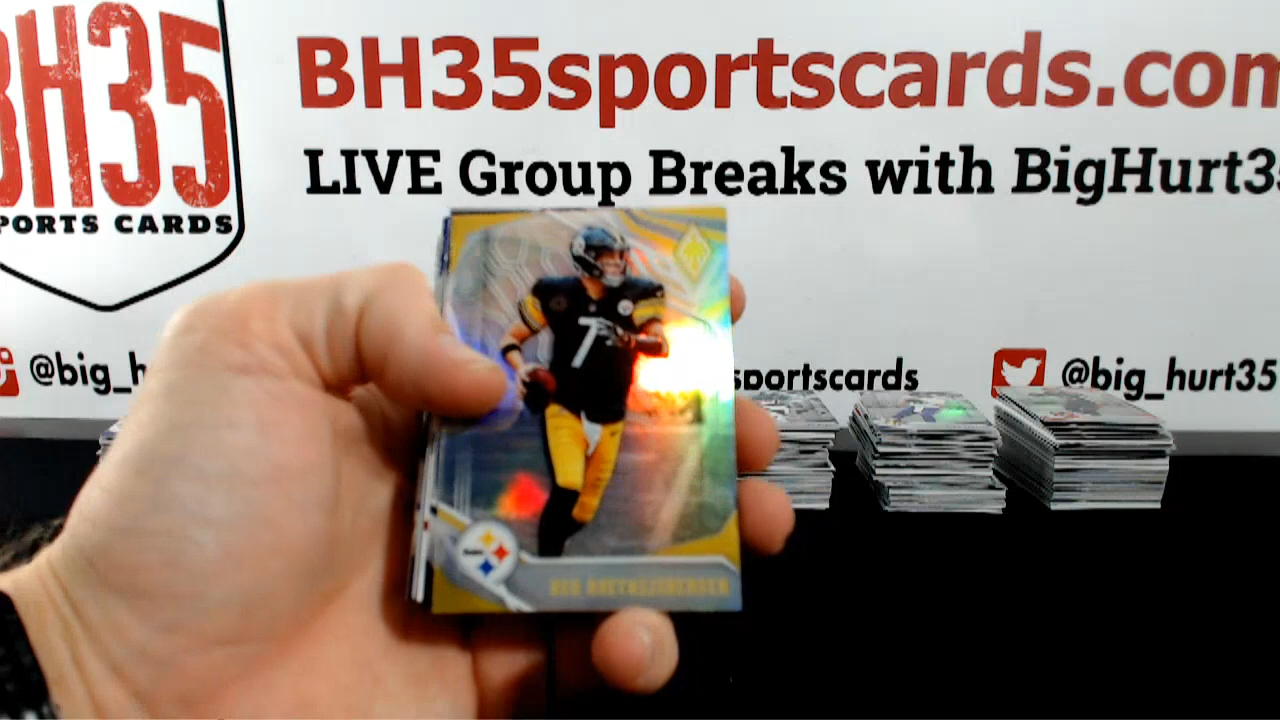 BH35
PORTS CARDS
BH35sportscards.com
LIVE Group Breaks with BigHurt3
@big_h
sportscards
@big_hurt35
7
BEN ROETHLISBERGER